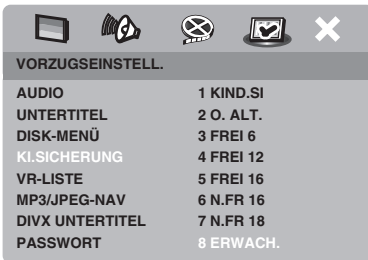 VORZUGSEINSTELL.
AUDIO 1 KIND.SI
UNTERTITEL 2 O. ALT.
DISK-MENÜ 3 FREI 6
KI.SICHERUNG 4 FREI 12
VR-LISTE 5 FREI 16
MP3/JPEG-NAV 6 N.FR 16
DIVX UNTERTITEL 7 N.FR 18
PASSWORT 8 ERWACH.